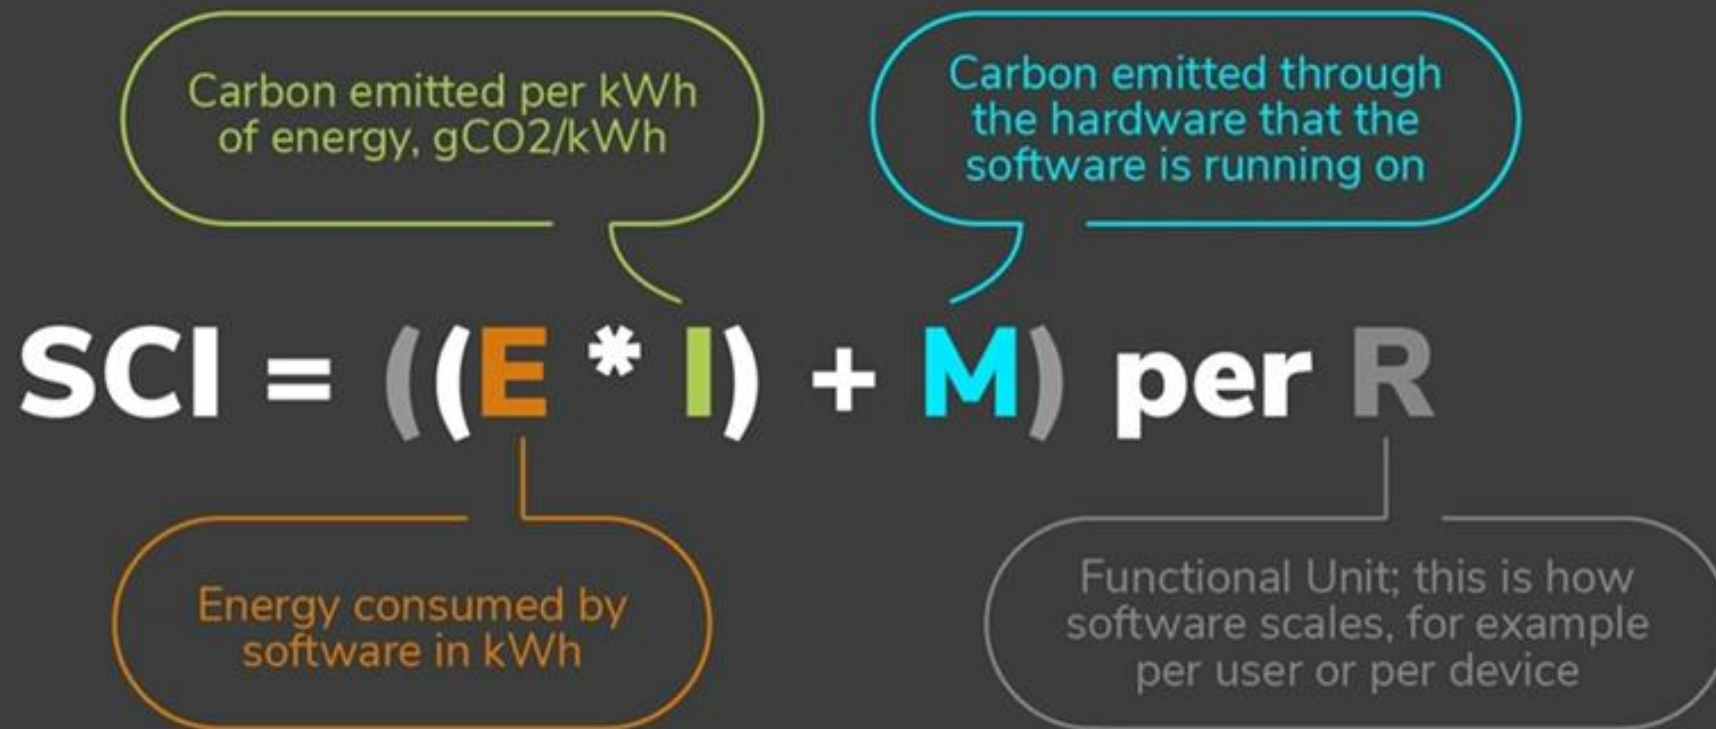 Carbon emitted per kWh
of energy, gCO2/kWh
Carbon emitted through
the hardware that the
software is running on
SCI = ((E * I) + M) per R
Energy consumed by
software in kWh
Functional Unit; this is how
software scales, for example
per user or per device